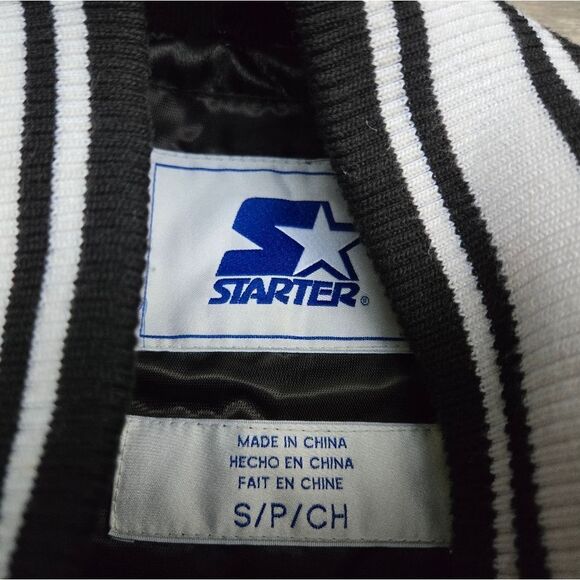 STARTER®
MADE IN CHINA
HECHO EN CHINA
FAIT EN CHINE
S/P/CH